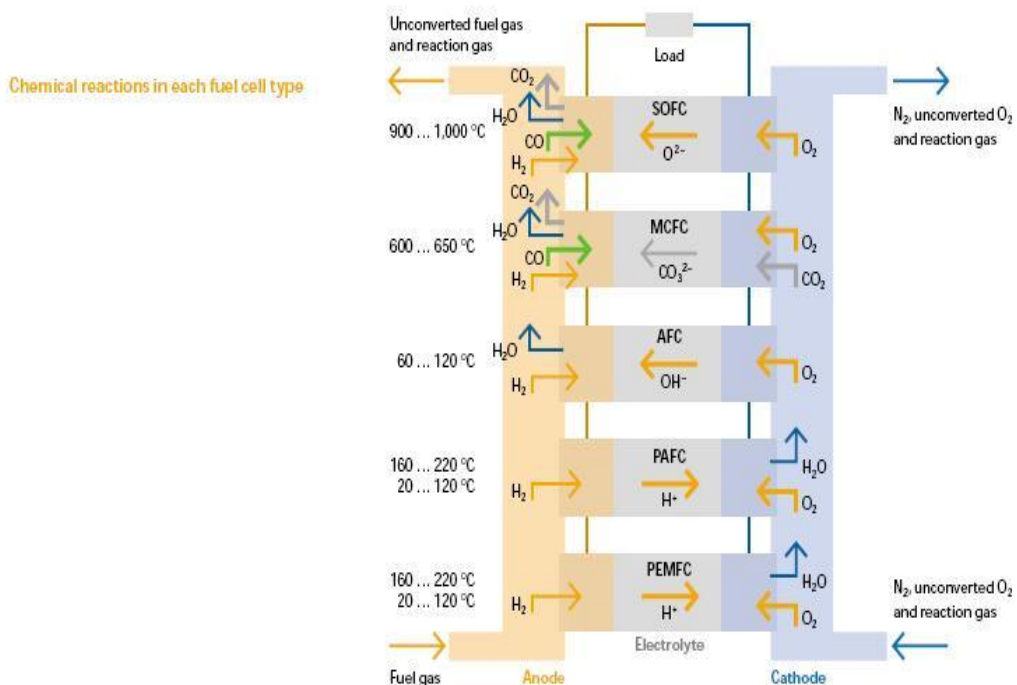 Unconverted fuel gas
and reaction gas
Load
Chemical reactions in each fuel cell type
N₂, unconverted O₂
and reaction gas
900 ... 1,000 °C
CO₂
H₂O
CO
H₂
SOFC
O²⁻
O₂
600 ... 650 °C
CO₂
H₂O
CO
H₂
MCFC
CO₃²⁻
O₂
CO₂
60 ... 120 °C
H₂O
H₂
AFC
OH⁻
O₂
160 ... 220 °C
20 ... 120 °C
H₂
PAFC
H⁺
H₂O
O₂
160 ... 220 °C
20 ... 120 °C
H₂
PEMFC
H⁺
H₂O
O₂
N₂, unconverted O₂
and reaction gas
Electrolyte
Fuel gas
Anode
Cathode